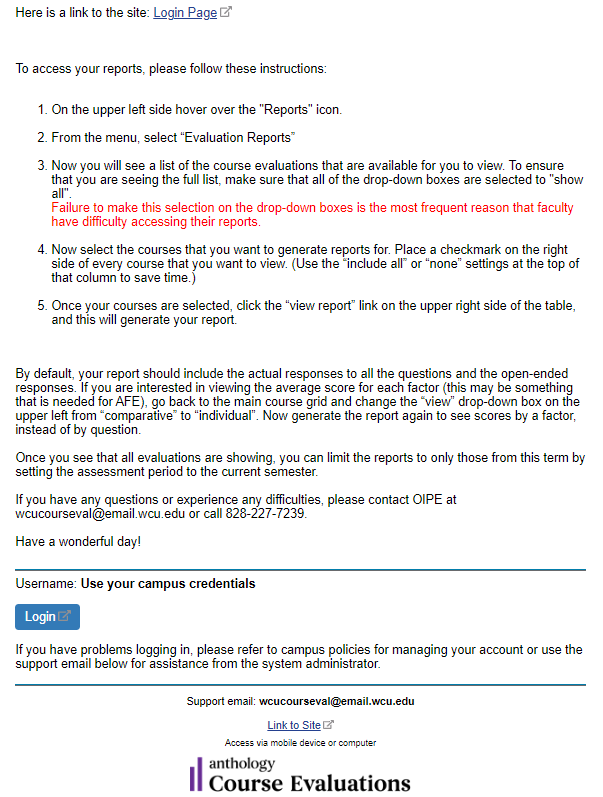 Here is a link to the site: Login Page
To access your reports, please follow these instructions:
1. On the upper left side hover over the "Reports" icon.
2. From the menu, select “Evaluation Reports”
3. Now you will see a list of the course evaluations that are available for you to view. To ensure
that you are seeing the full list, make sure that all of the drop-down boxes are selected to "show
all".
Failure to make this selection on the drop-down boxes is the most frequent reason that faculty
have difficulty accessing their reports.
4. Now select the courses that you want to generate reports for. Place a checkmark on the right
side of every course that you want to view. (Use the “include all” or “none” settings at the top of
that column to save time.)
5. Once your courses are selected, click the “view report” link on the upper right side of the table,
and this will generate your report.
By default, your report should include the actual responses to all the questions and the open-ended
responses. If you are interested in viewing the average score for each factor (this may be something
that is needed for AFE), go back to the main course grid and change the “view” drop-down box on the
upper left from “comparative” to “individual”. Now generate the report again to see scores by a factor,
instead of by question.
Once you see that all evaluations are showing, you can limit the reports to only those from this term by
setting the assessment period to the current semester.
If you have any questions or experience any difficulties, please contact OIPE at
wcucourseval@email.wcu.edu or call 828-227-7239.
Have a wonderful day!
Username: Use your campus credentials
Login
If you have problems logging in, please refer to campus policies for managing your account or use the
support email below for assistance from the system administrator.
Support email: wcucourseval@email.wcu.edu
Link to Site
Access via mobile device or computer
anthology
Course Evaluations